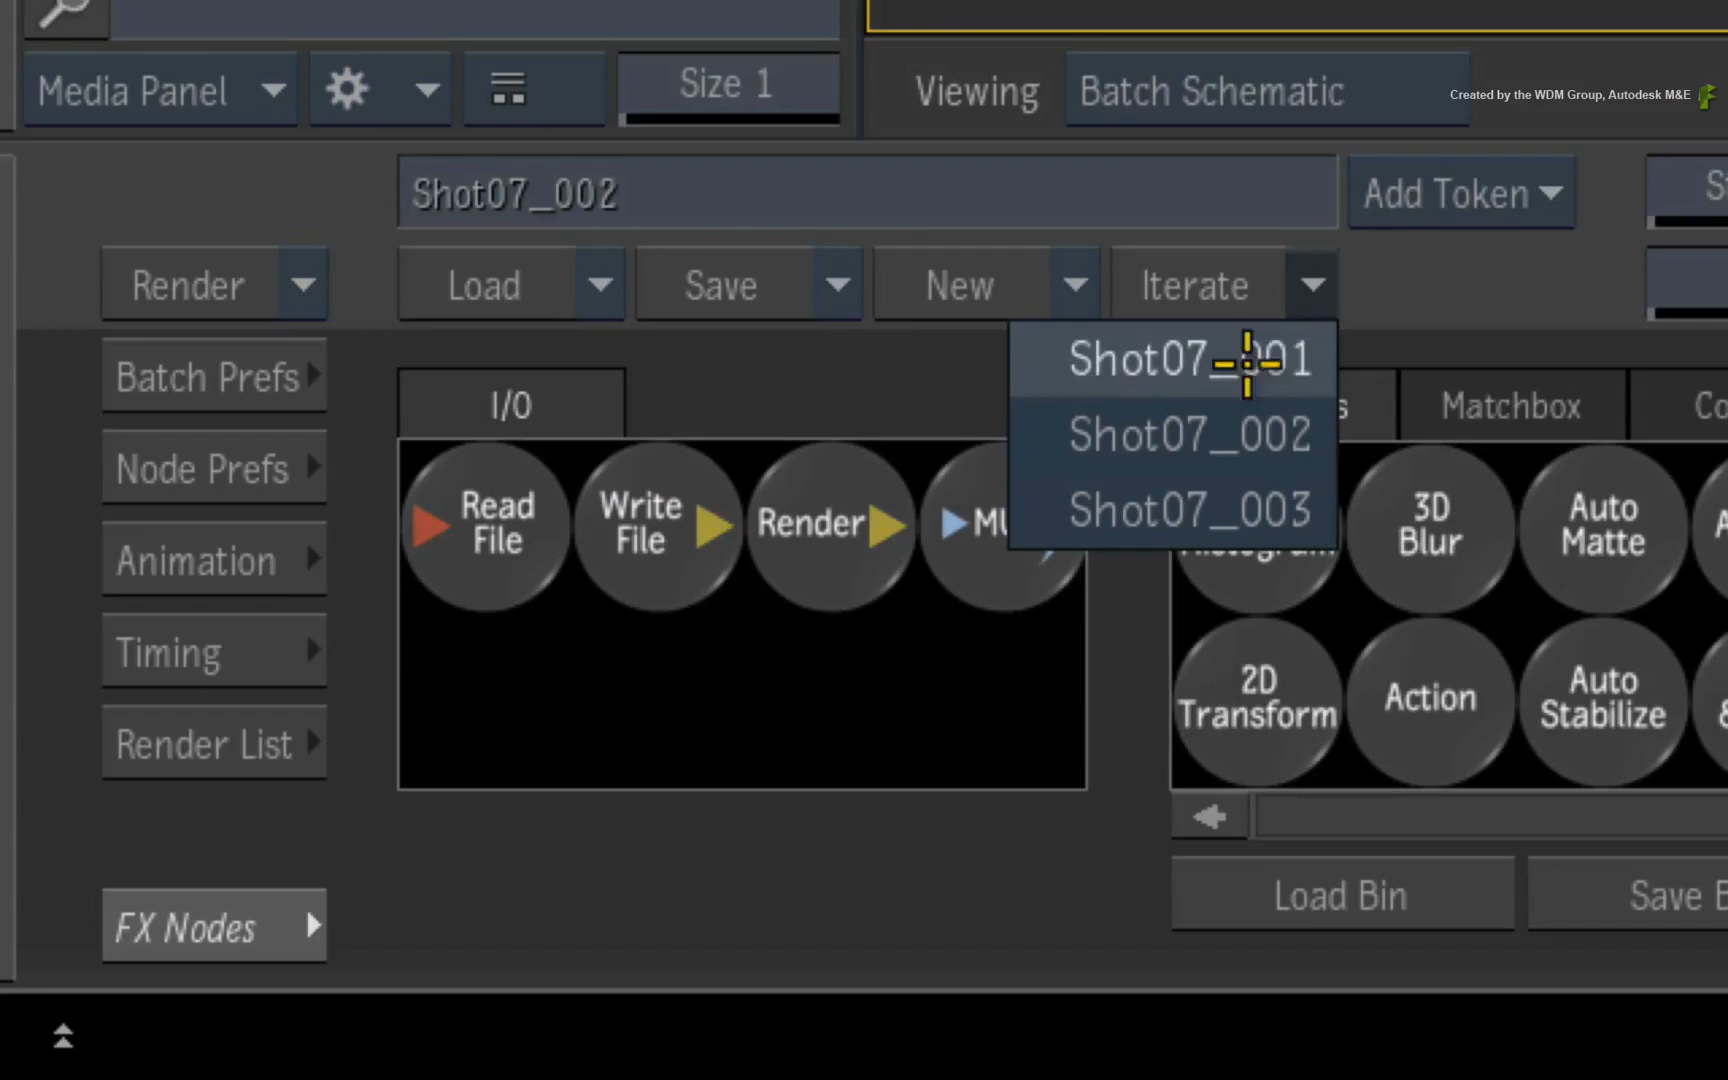 Media Panel
Size 1
Viewing
Batch Schematic
Created by the WDM Group, Autodesk M&E
Shot07_002
Add Token
Render
Load
Save
New
Iterate
Shot07_001
Shot07_002
Shot07_003
Batch Prefs
Node Prefs
Animation
Timing
Render List
FX Nodes
I/O
Matchbox
Read
File
Write
File
Render
3D
Blur
Auto
Matte
2D
Transform
Action
Auto
Stabilize
Load Bin
Save